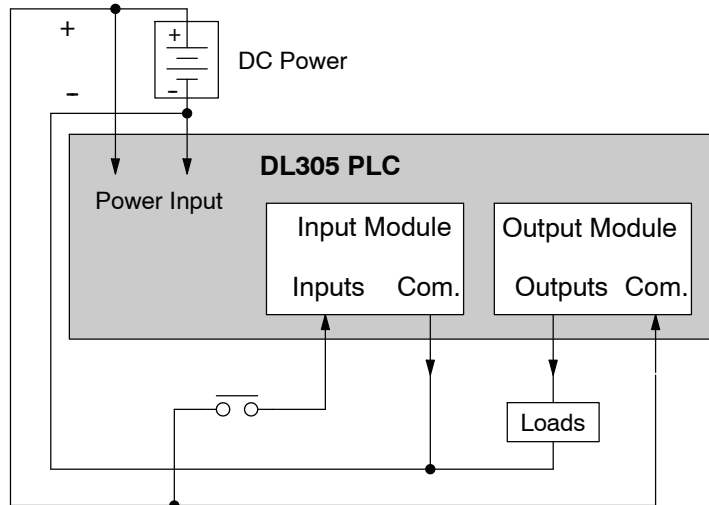 +
-
+
-
DC Power
DL305 PLC
Power Input
Input Module
Inputs Com.
Output Module
Outputs Com.
Loads